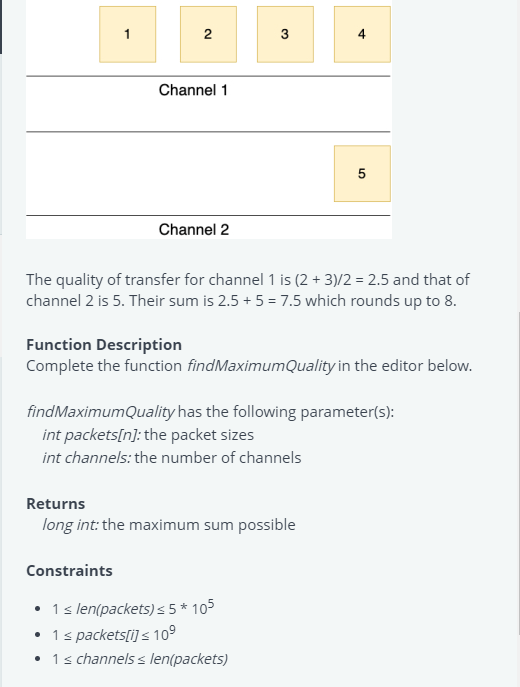 1 2 3 4
Channel 1
5
Channel 2
The quality of transfer for channel 1 is (2 + 3)/2 = 2.5 and that of
channel 2 is 5. Their sum is 2.5 + 5 = 7.5 which rounds up to 8.
Function Description
Complete the function findMaximumQuality in the editor below.
findMaximumQuality has the following parameter(s):
int packets[n]: the packet sizes
int channels: the number of channels
Returns
long int: the maximum sum possible
Constraints
• 1 ≤ len(packets) ≤ 5 * 10⁵
• 1 ≤ packets[i] ≤ 10⁹
• 1 ≤ channels ≤ len(packets)